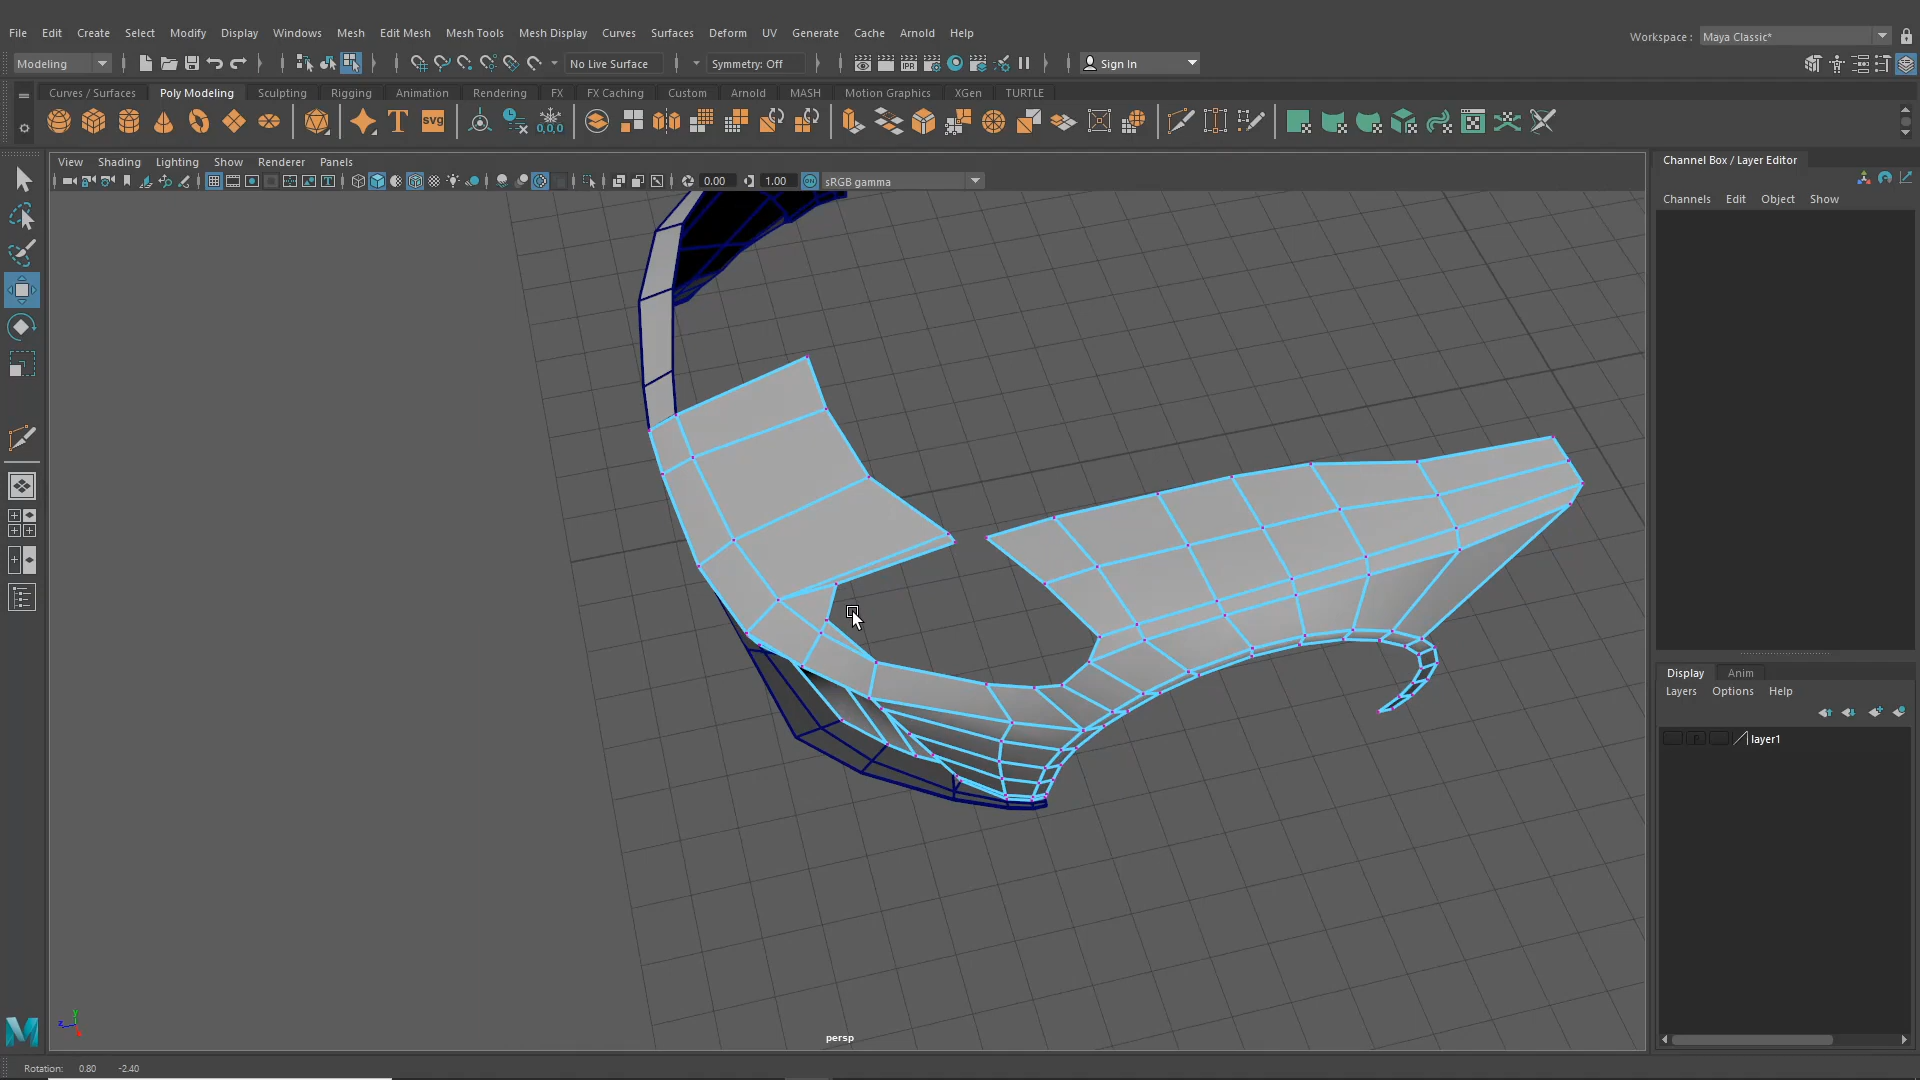 File Edit Create Select Modify Display Windows Mesh Edit Mesh Mesh Tools Mesh Display Curves Surfaces Deform UV Generate Cache Arnold Help
Workspace : Maya Classic*
Modeling No Live Surface Symmetry: Off Sign In
Curves / Surfaces Poly Modeling Sculpting Rigging Animation Rendering FX FX Caching Custom Arnold MASH Motion Graphics XGen TURTLE
T svg 0,0,0
View Shading Lighting Show Renderer Panels
0.00 1.00 sRGB gamma
Channel Box / Layer Editor
Channels Edit Object Show
Display Anim
Layers Options Help
layer1
persp
y
z
Rotation: 0.80 -2.40